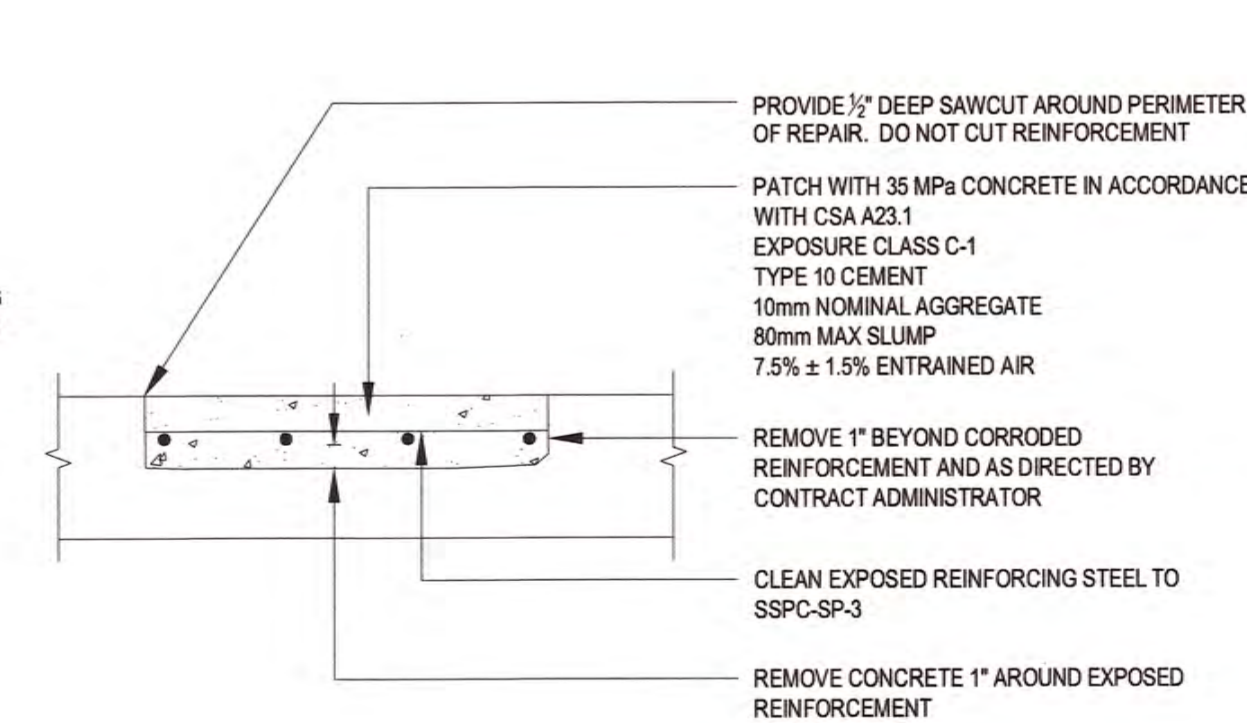 PROVIDE ½" DEEP SAWCUT AROUND PERIMETER
OF REPAIR. DO NOT CUT REINFORCEMENT
PATCH WITH 35 MPa CONCRETE IN ACCORDANCE
WITH CSA A23.1
EXPOSURE CLASS C-1
TYPE 10 CEMENT
10mm NOMINAL AGGREGATE
80mm MAX SLUMP
7.5% ± 1.5% ENTRAINED AIR
REMOVE 1" BEYOND CORRODED
REINFORCEMENT AND AS DIRECTED BY
CONTRACT ADMINISTRATOR
CLEAN EXPOSED REINFORCING STEEL TO
SSPC-SP-3
REMOVE CONCRETE 1" AROUND EXPOSED
REINFORCEMENT